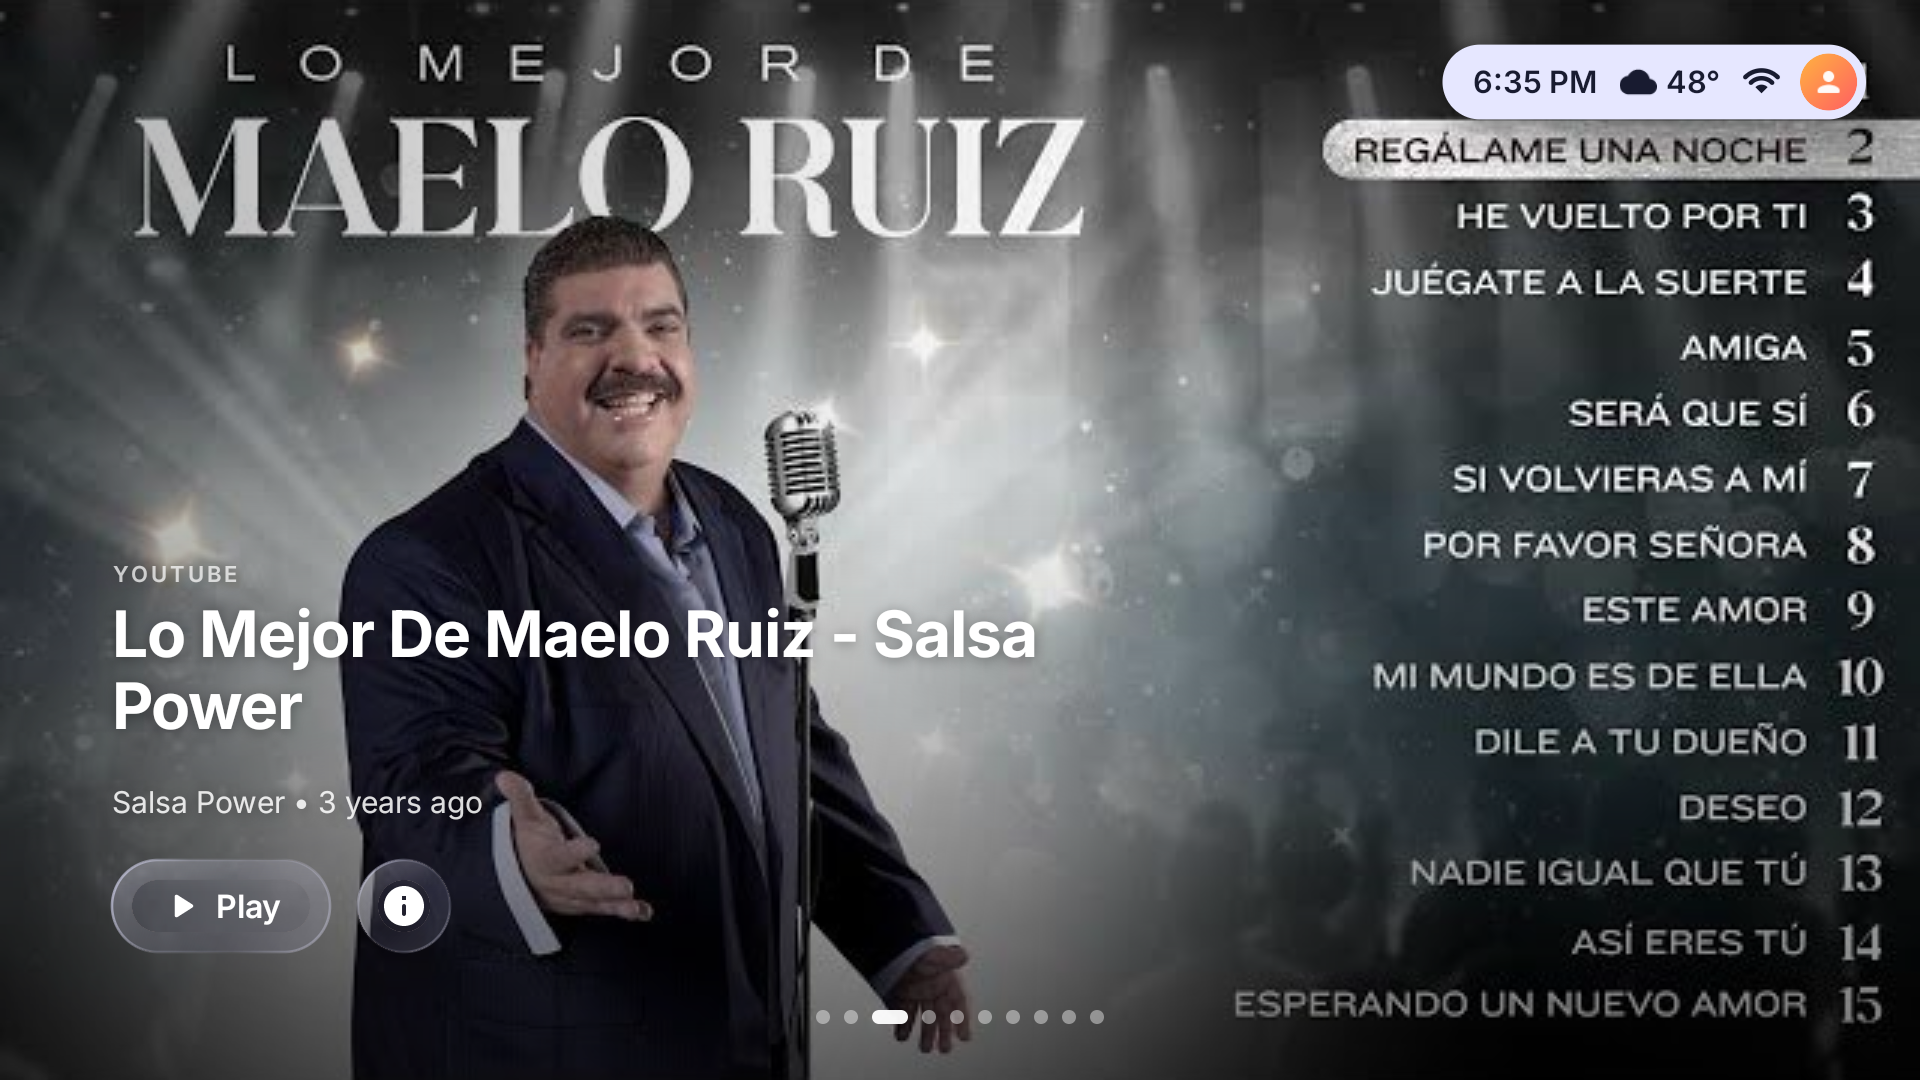 LO MEJOR DE
MAELO RUIZ
6:35 PM 48°
REGÁLAME UNA NOCHE 2
HE VUELTO POR TI 3
JUÉGATE A LA SUERTE 4
AMIGA 5
SERÁ QUE SÍ 6
SI VOLVIERAS A MÍ 7
POR FAVOR SEÑORA 8
ESTE AMOR 9
MI MUNDO ES DE ELLA 10
DILE A TU DUEÑO 11
DESEO 12
NADIE IGUAL QUE TÚ 13
ASÍ ERES TÚ 14
ESPERANDO UN NUEVO AMOR 15
YOUTUBE
Lo Mejor De Maelo Ruiz - Salsa
Power
Salsa Power • 3 years ago
Play